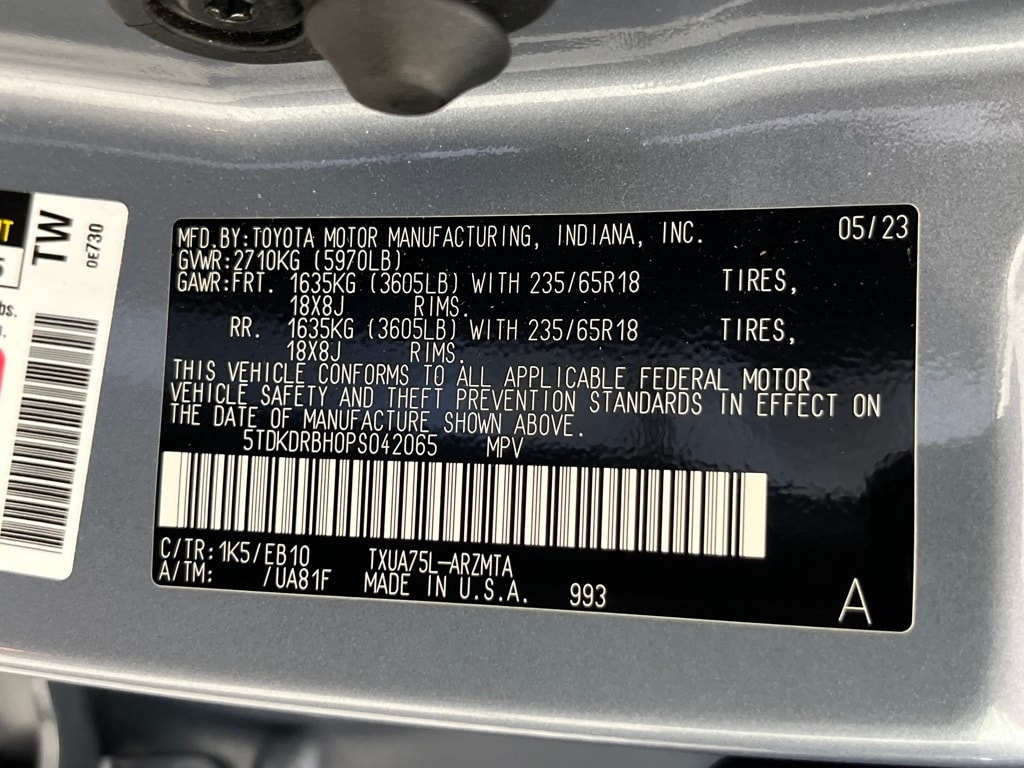 TW
0E730
MFD.BY:TOYOTA MOTOR MANUFACTURING, INDIANA, INC. 05/23
GVWR:2710KG (5970LB)
GAWR:FRT. 1635KG (3605LB) WITH 235/65R18 TIRES,
18X8J RIMS.
RR. 1635KG (3605LB) WITH 235/65R18 TIRES,
18X8J RIMS.
THIS VEHICLE CONFORMS TO ALL APPLICABLE FEDERAL MOTOR
VEHICLE SAFETY AND THEFT PREVENTION STANDARDS IN EFFECT ON
THE DATE OF MANUFACTURE SHOWN ABOVE.
5TDKDRBH0PS042065 MPV
C/TR:1K5/EB10 TXUA75L-ARZMTA
A/TM: /UA81F MADE IN U.S.A. 993 A